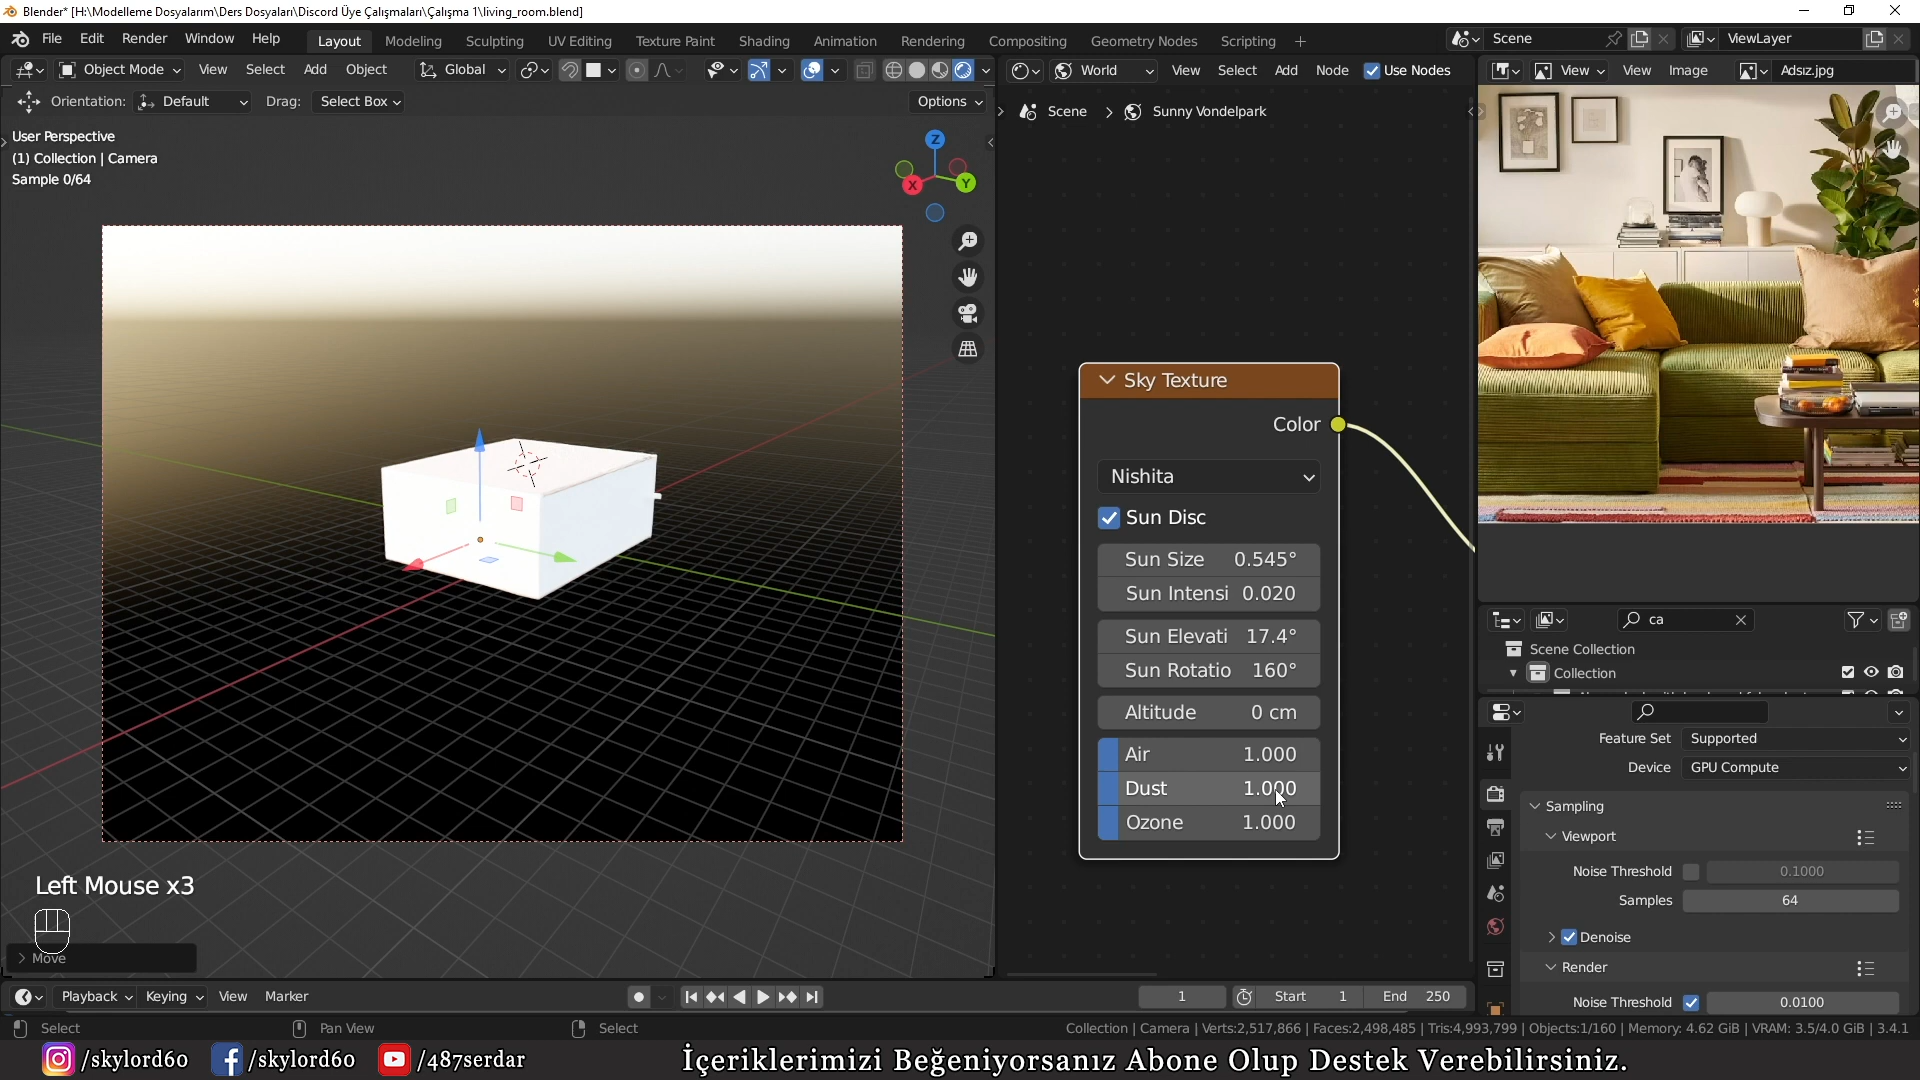 Blender* [H:\Modelleme Dosyalarım\Ders Dosyaları\Discord Üye Çalışmaları\Çalışma 1\living_room.blend]
File Edit Render Window Help
Layout Modeling Sculpting UV Editing Texture Paint Shading Animation Rendering Compositing Geometry Nodes Scripting +
Scene
ViewLayer
Object Mode View Select Add Object Global
World View Select Add Node Use Nodes
View View Image Adsız.jpg
Orientation: Default Drag: Select Box Options
Scene > Sunny Vondelpark
User Perspective
(1) Collection | Camera
Sample 0/64
Z
X
Y
Sky Texture
Color
Nishita
Sun Disc
Sun Size 0.545°
Sun Intensi 0.020
Sun Elevati 17.4°
Sun Rotatio 160°
Altitude 0 cm
Air 1.000
Dust 1.000
Ozone 1.000
ca
Scene Collection
Collection
Feature Set Supported
Device GPU Compute
Sampling
Viewport
Noise Threshold 0.1000
Samples 64
Denoise
Render
Noise Threshold 0.0100
Left Mouse x3
> Move
Playback Keying View Marker
1 Start 1 End 250
Select Pan View Select
Collection | Camera | Verts:2,517,866 | Faces:2,498,485 | Tris:4,993,799 | Objects:1/160 | Memory: 4.62 GiB | VRAM: 3.5/4.0 GiB | 3.4.1
/skylord60 /skylord60 /487serdar
İçeriklerimizi Beğeniyorsanız Abone Olup Destek Verebilirsiniz.